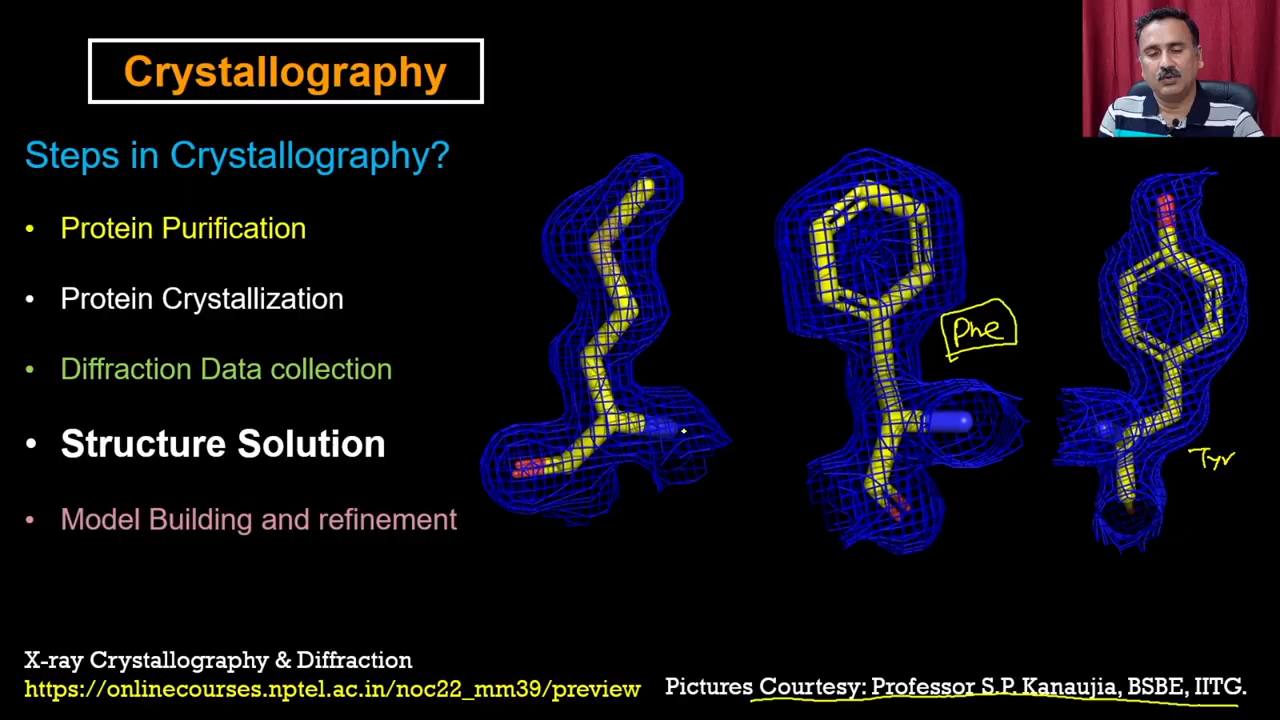 Crystallography
Steps in Crystallography?
• Protein Purification
• Protein Crystallization
• Diffraction Data collection
• Structure Solution
• Model Building and refinement
Phe
Tyr
X-ray Crystallography & Diffraction
https://onlinecourses.nptel.ac.in/noc22_mm39/preview
Pictures Courtesy: Professor S.P. Kanaujia, BSBE, IITG.